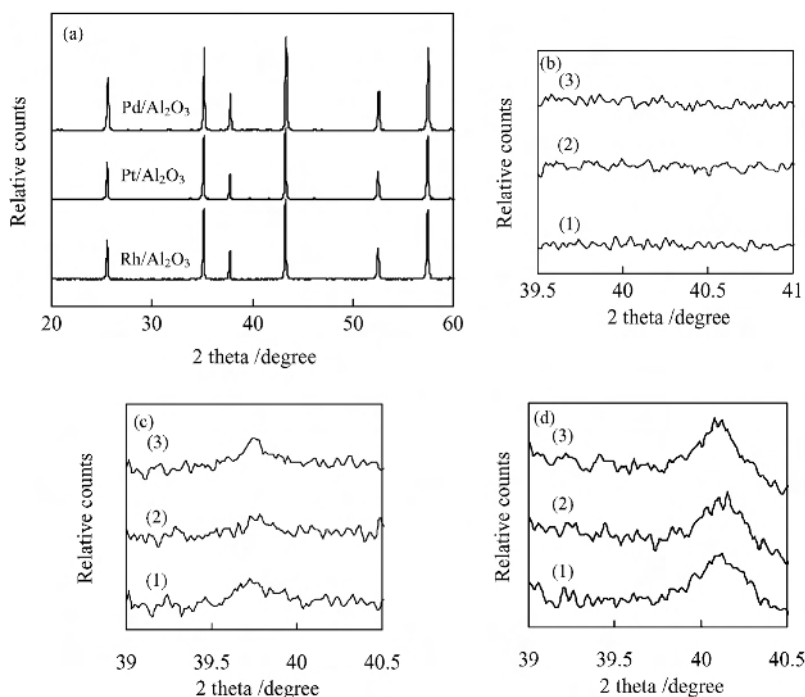 (a)
Relative counts
Pd/Al₂O₃
Pt/Al₂O₃
Rh/Al₂O₃
20 30 40 50 60
2 theta /degree
(b)
Relative counts
(3)
(2)
(1)
39.5 40 40.5 41
2 theta /degree
(c)
Relative counts
(3)
(2)
(1)
39 39.5 40 40.5
2 theta /degree
(d)
Relative counts
(3)
(2)
(1)
39 39.5 40 40.5
2 theta /degree